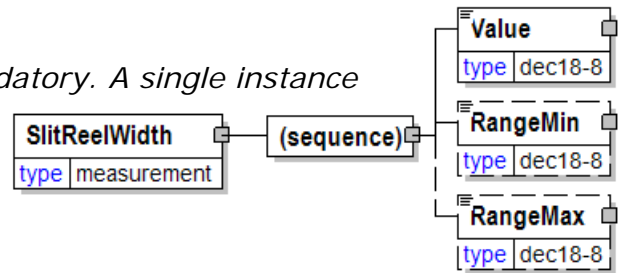 Value
type dec18-8
datory. A single instance
SlitReelWidth
type measurement
(sequence)
RangeMin
type dec18-8
RangeMax
type dec18-8